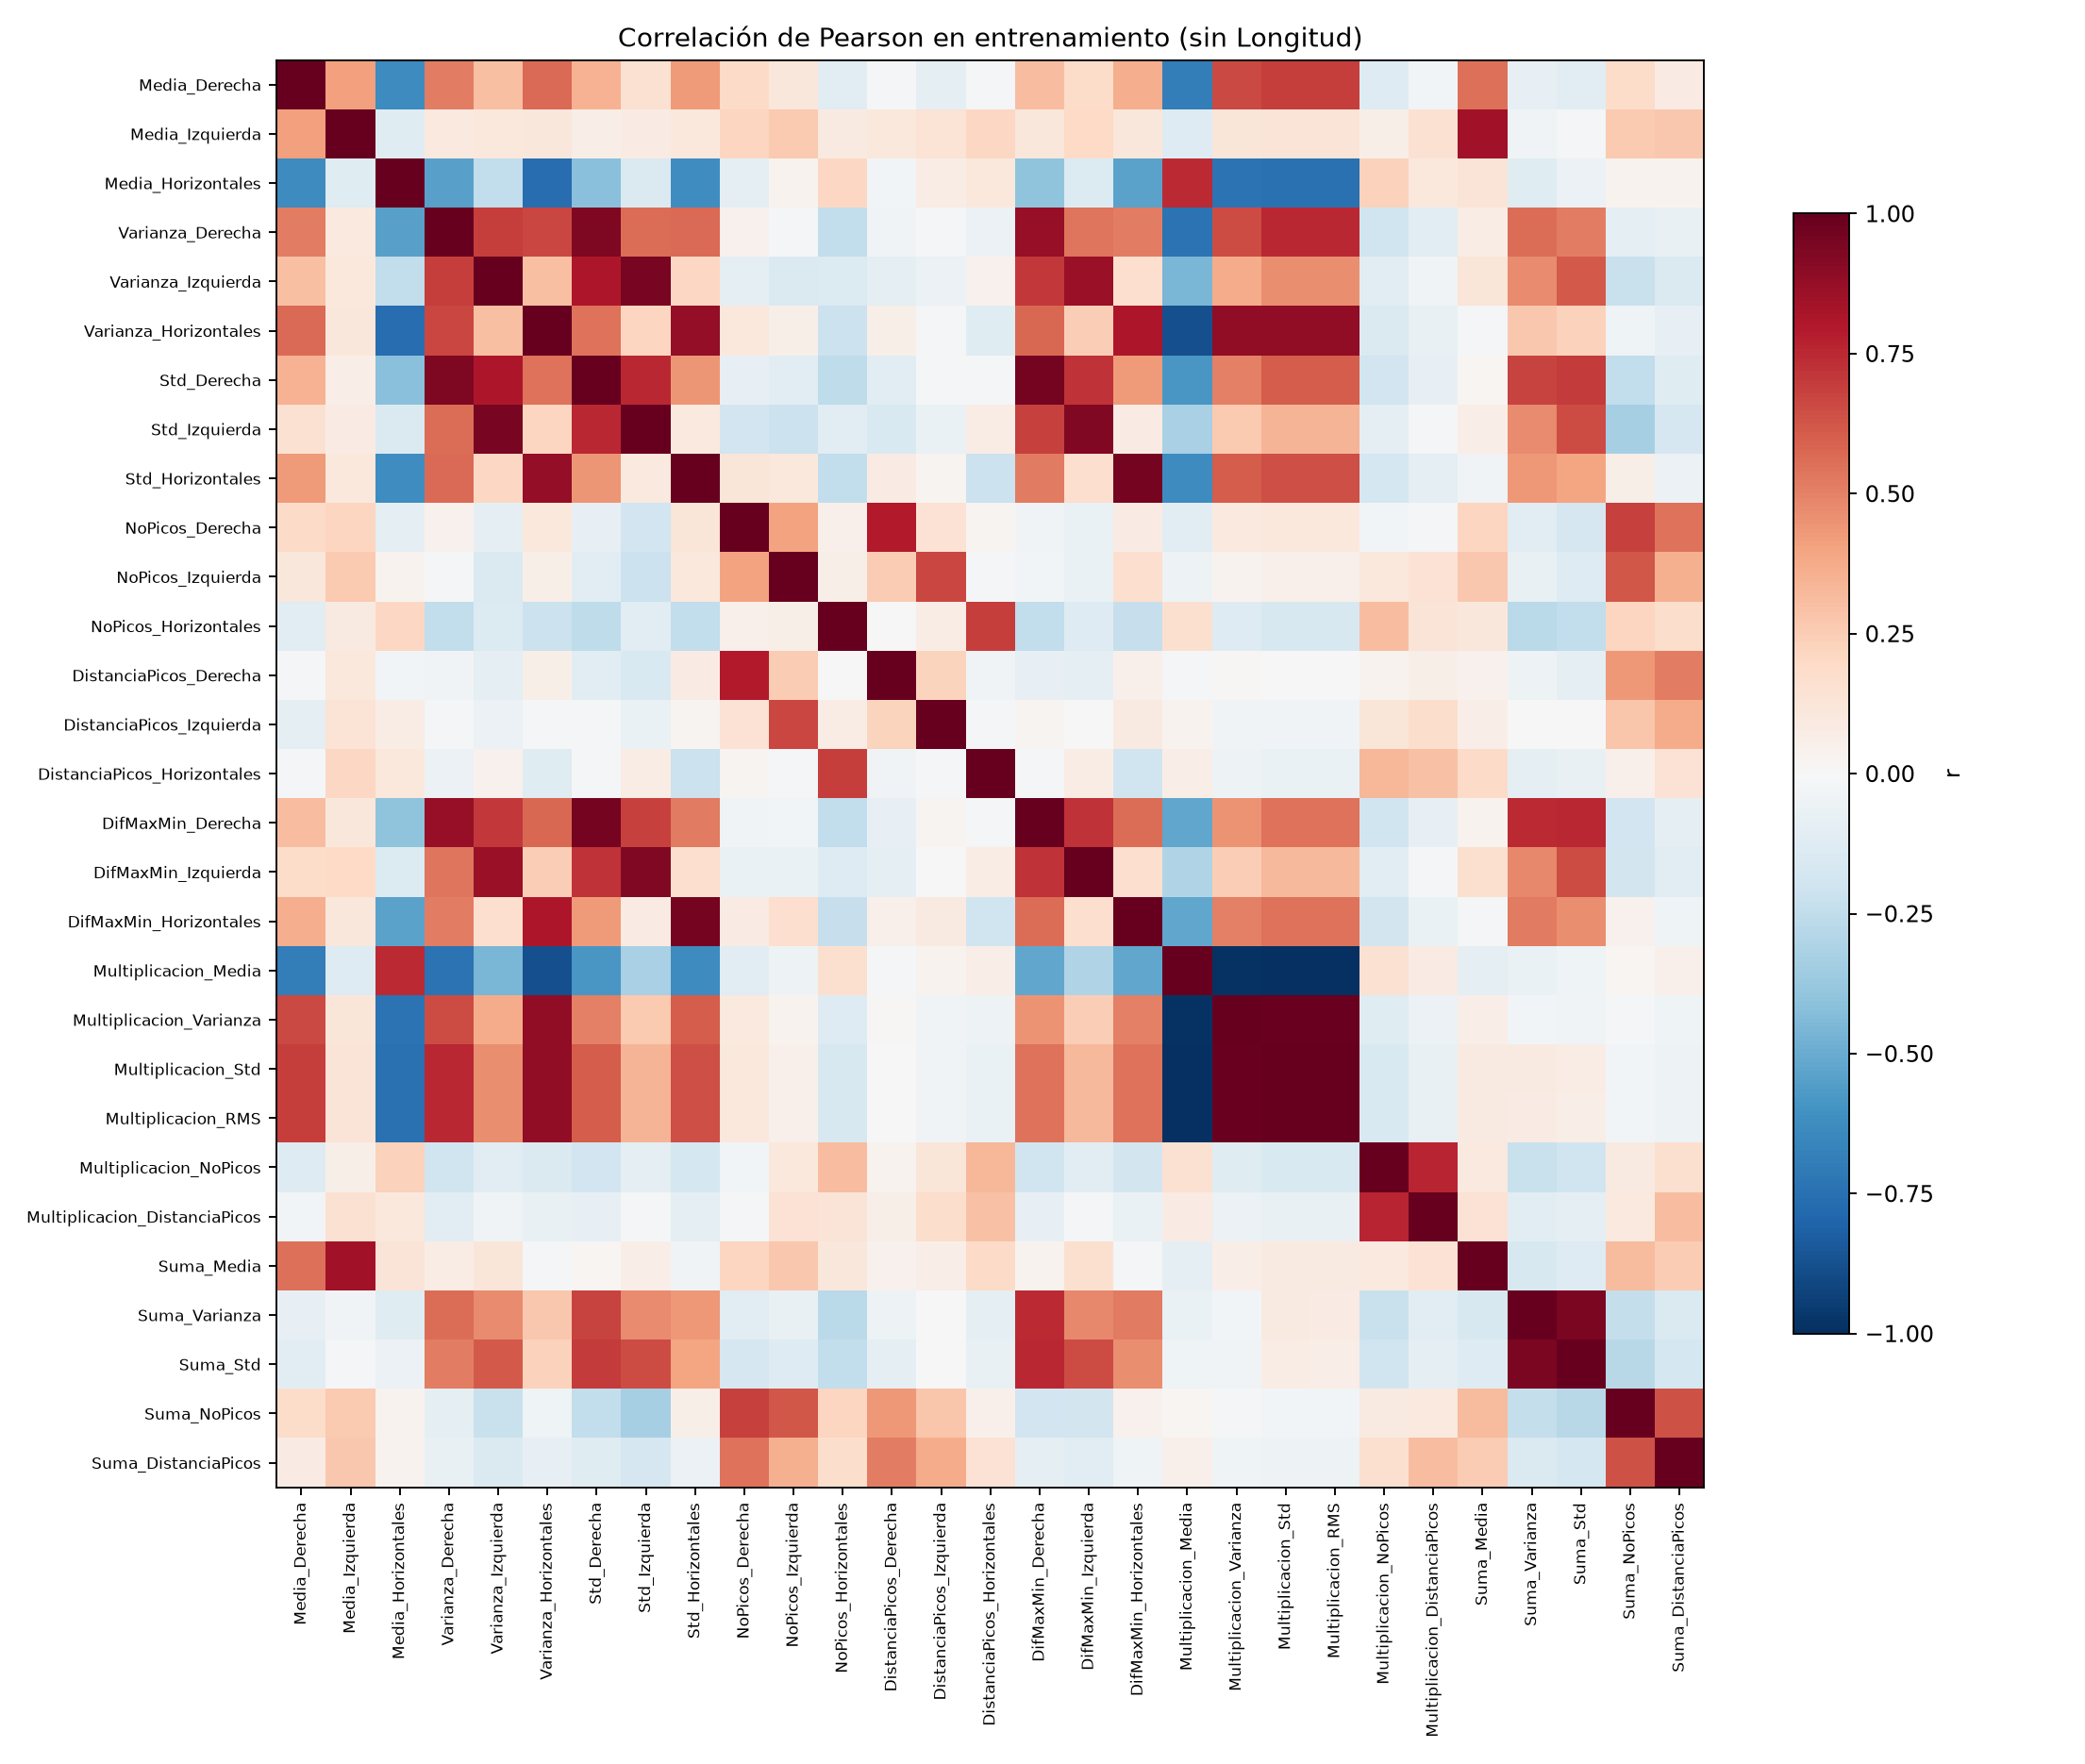 Correlación de Pearson en entrenamiento (sin Longitud)
Media_Derecha
Media_Izquierda
Media_Horizontales
Varianza_Derecha
Varianza_Izquierda
Varianza_Horizontales
Std_Derecha
Std_Izquierda
Std_Horizontales
NoPicos_Derecha
NoPicos_Izquierda
NoPicos_Horizontales
DistanciaPicos_Derecha
DistanciaPicos_Izquierda
DistanciaPicos_Horizontales
DifMaxMin_Derecha
DifMaxMin_Izquierda
DifMaxMin_Horizontales
Multiplicacion_Media
Multiplicacion_Varianza
Multiplicacion_Std
Multiplicacion_RMS
Multiplicacion_NoPicos
Multiplicacion_DistanciaPicos
Suma_Media
Suma_Varianza
Suma_Std
Suma_NoPicos
Suma_DistanciaPicos
Media_Derecha
Media_Izquierda
Media_Horizontales
Varianza_Derecha
Varianza_Izquierda
Varianza_Horizontales
Std_Derecha
Std_Izquierda
Std_Horizontales
NoPicos_Derecha
NoPicos_Izquierda
NoPicos_Horizontales
DistanciaPicos_Derecha
DistanciaPicos_Izquierda
DistanciaPicos_Horizontales
DifMaxMin_Derecha
DifMaxMin_Izquierda
DifMaxMin_Horizontales
Multiplicacion_Media
Multiplicacion_Varianza
Multiplicacion_Std
Multiplicacion_RMS
Multiplicacion_NoPicos
Multiplicacion_DistanciaPicos
Suma_Media
Suma_Varianza
Suma_Std
Suma_NoPicos
Suma_DistanciaPicos
1.00
0.75
0.50
0.25
0.00
−0.25
−0.50
−0.75
−1.00
r